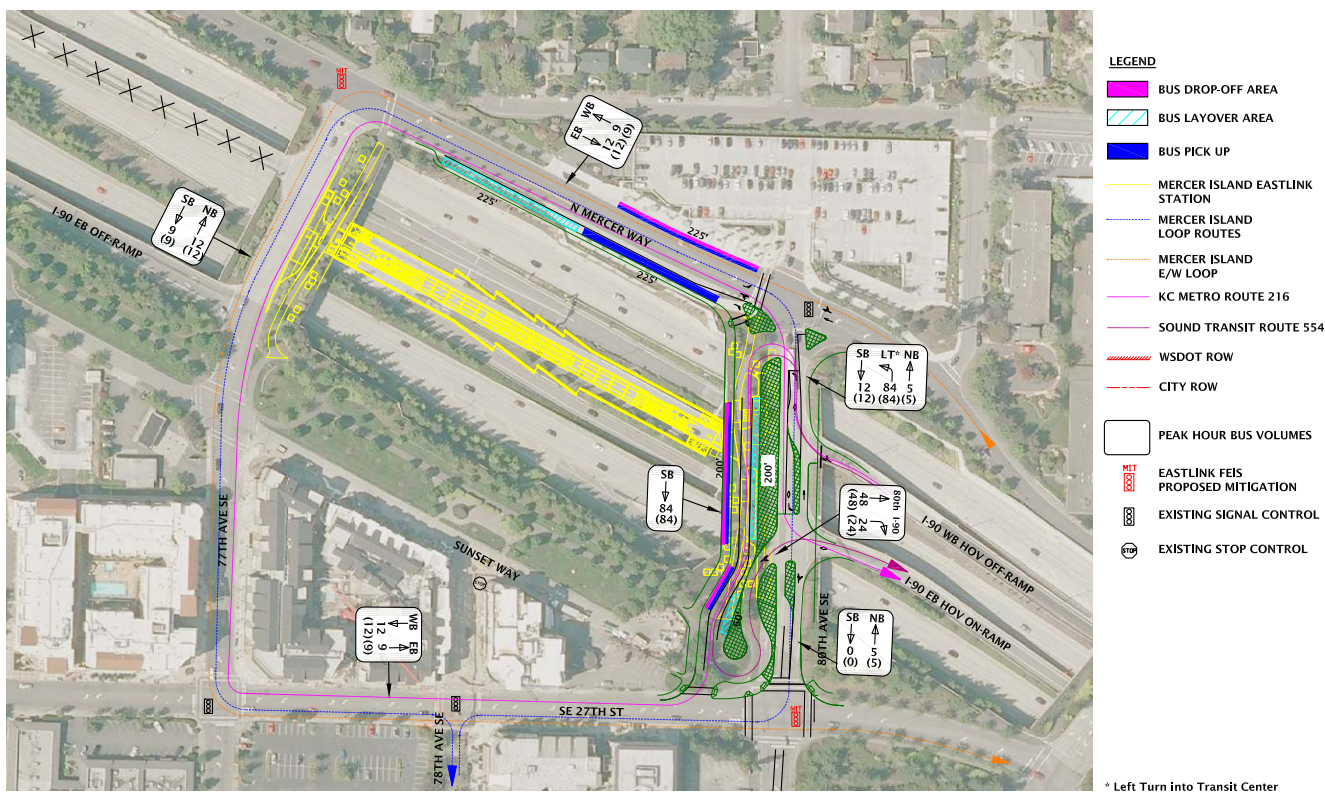 LEGEND
BUS DROP-OFF AREA
BUS LAYOVER AREA
BUS PICK UP
MERCER ISLAND EASTLINK
STATION
MERCER ISLAND
LOOP ROUTES
MERCER ISLAND
E/W LOOP
KC METRO ROUTE 216
SOUND TRANSIT ROUTE 554
WSDOT ROW
CITY ROW
PEAK HOUR BUS VOLUMES
MIT
EASTLINK FEIS
PROPOSED MITIGATION
EXISTING SIGNAL CONTROL
STOP
EXISTING STOP CONTROL
* Left Turn into Transit Center
MIT
EB WB
12 9
(12) (9)
SB NB
9 12
(9) (12)
I-90 EB OFF-RAMP
225'
N MERCER WAY
225'
225'
SB LT* NB
12 84 5
(12) (84) (5)
200'
200'
SB
84
(84)
80th I-90
48 24
(48) (24)
I-90 WB HOV OFF-RAMP
I-90 EB HOV ON-RAMP
77TH AVE SE
SUNSET WAY
STOP
60'
80TH AVE SE
SB NB
0 5
(0) (5)
WB EB
12 9
(12) (9)
SE 27TH ST
MIT
78TH AVE SE